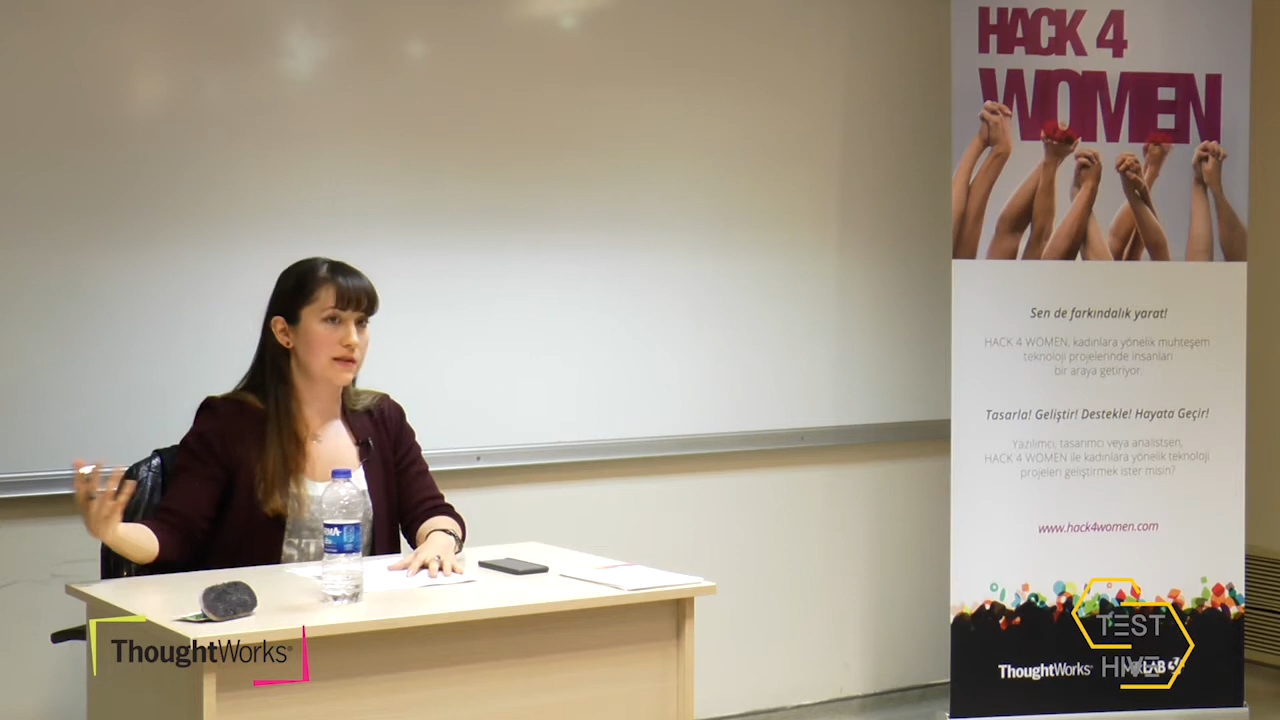 HACK 4
WOMEN
Sen de farkındalık yarat!
HACK 4 WOMEN, kadınlara yönelik muhteşem
teknoloji projelerinde insanları
bir araya getiriyor.
Tasarla! Geliştir! Destekle! Hayata Geçir!
Yazılımcı, tasarımcı veya analistsen,
HACK 4 WOMEN ile kadınlara yönelik teknoloji
projeleri geliştirmek ister misin?
www.hack4women.com
ThoughtWorks®
TEST
HIVE
ThoughtWorks®